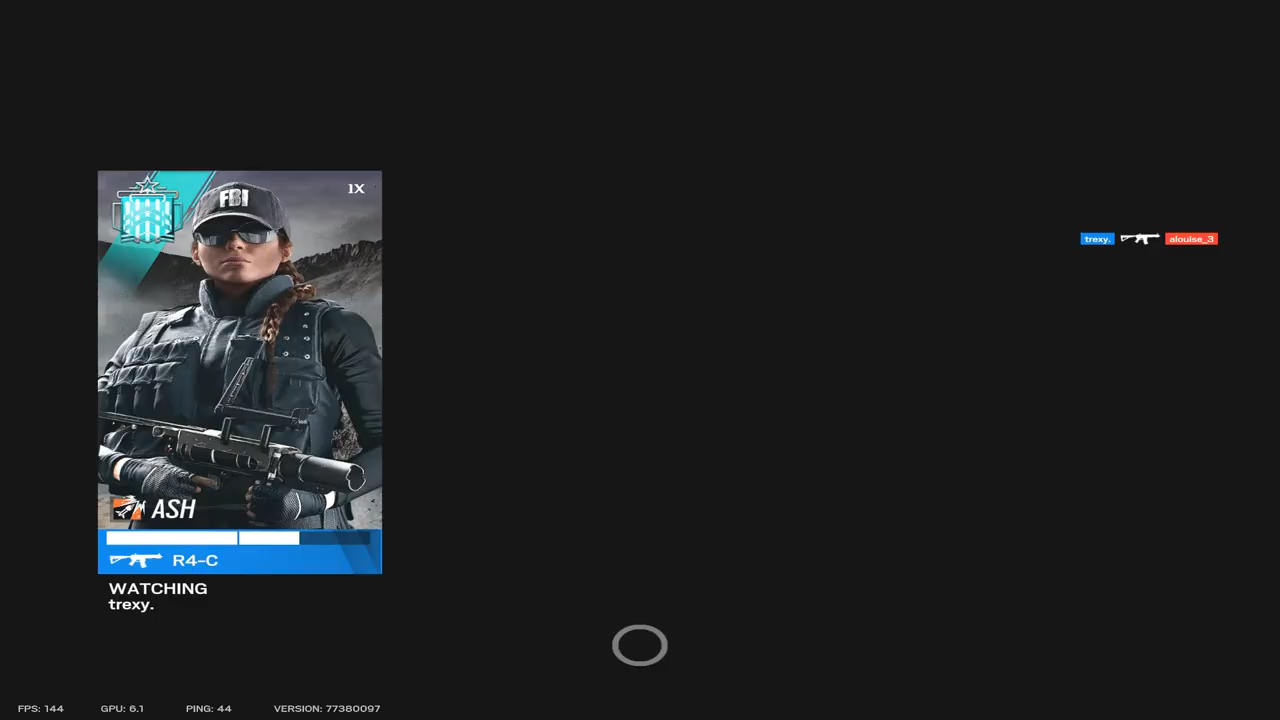 FBI
1X
trexy. alouise_3
ASH
R4-C
WATCHING
trexy.
FPS: 144 GPU: 6.1 PING: 44 VERSION: 77380097